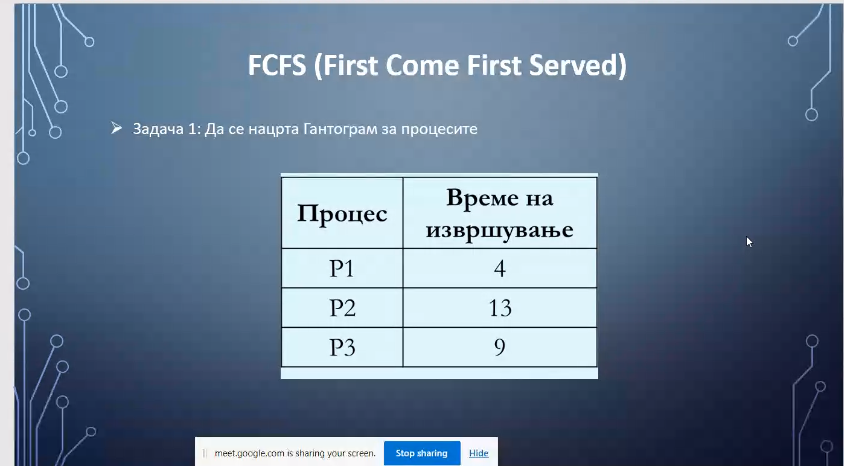 FCFS (First Come First Served)
Задача 1: Да се нацрта Гантограм за процесите
Процес
Време на
извршување
P1
4
P2
13
P3
9
meet.google.com is sharing your screen.
Stop sharing
Hide